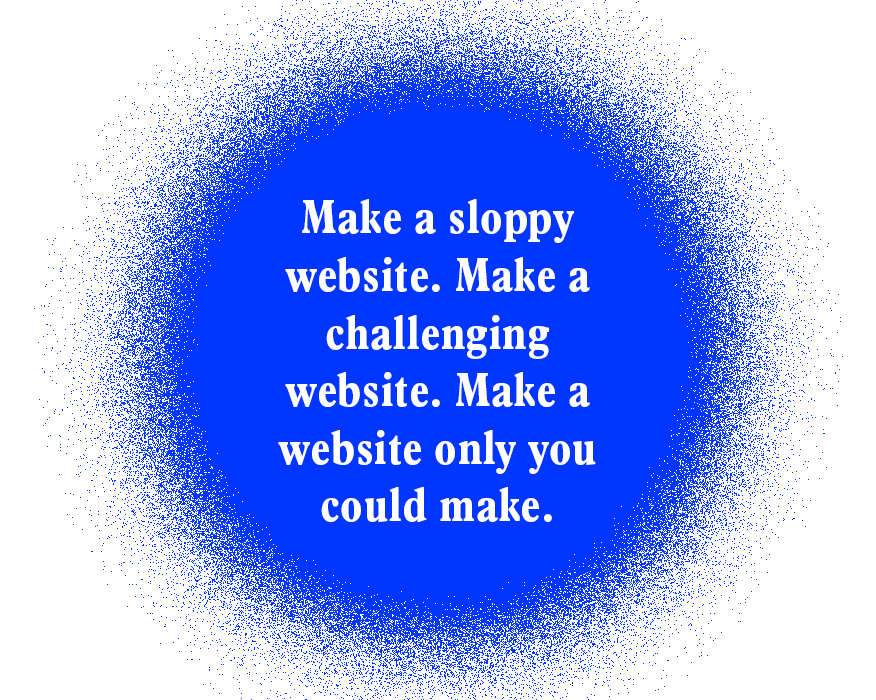 Make a sloppy
website. Make a
challenging
website. Make a
website only you
could make.